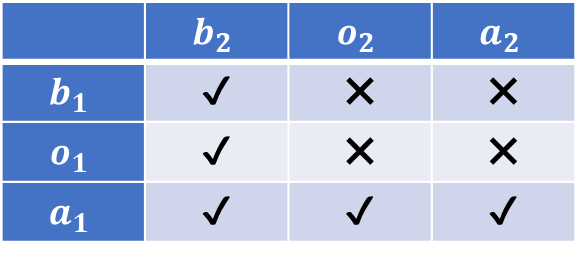 b₂ o₂ a₂
b₁ ✓ ✕ ✕
o₁ ✓ ✕ ✕
a₁ ✓ ✓ ✓